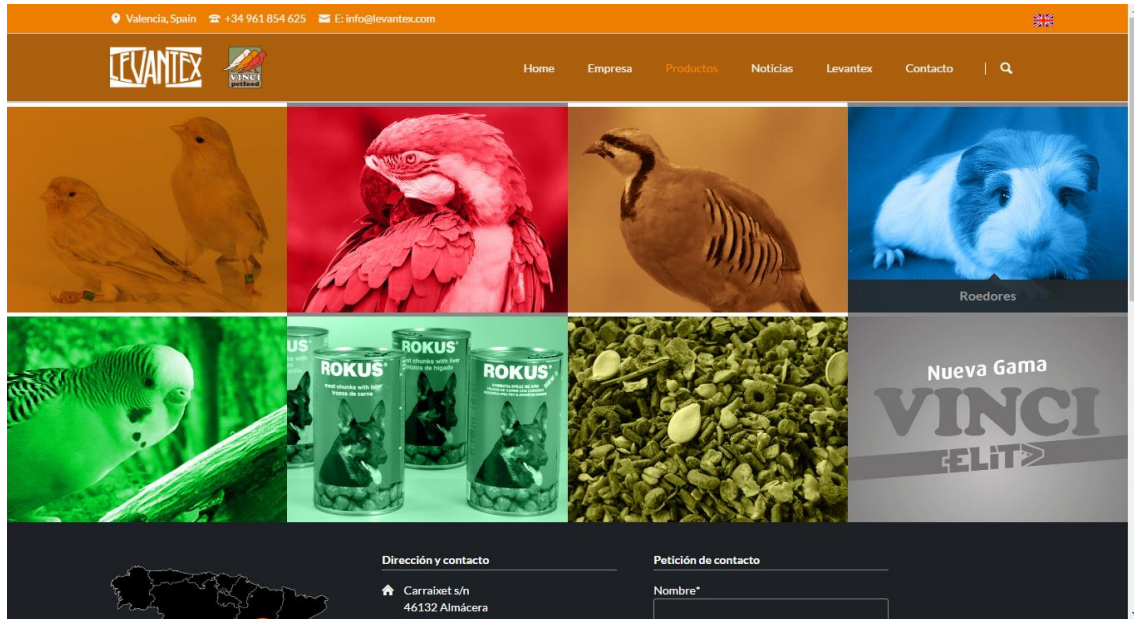 Valencia, Spain +34 961 854 625 E: info@levantex.com
LEVANTEX VINCI petfood Home Empresa Productos Noticias Levantex Contacto
Roedores
ROKUS
meat chunks with liver
trozos de hígado
ROKUS
meat chunks with beef
trozos de carne
ROKUS
Nueva Gama
VINCI
ELITE
Dirección y contacto
Carraixet s/n
46132 Almácera
Petición de contacto
Nombre*